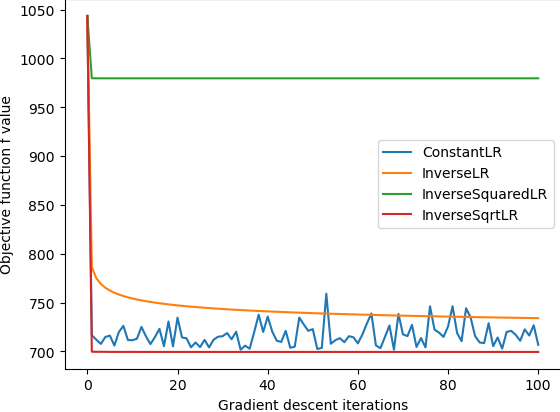 1050
1000
950
900
850
800
750
700
Objective function f value
ConstantLR
InverseLR
InverseSquaredLR
InverseSqrtLR
0 20 40 60 80 100
Gradient descent iterations